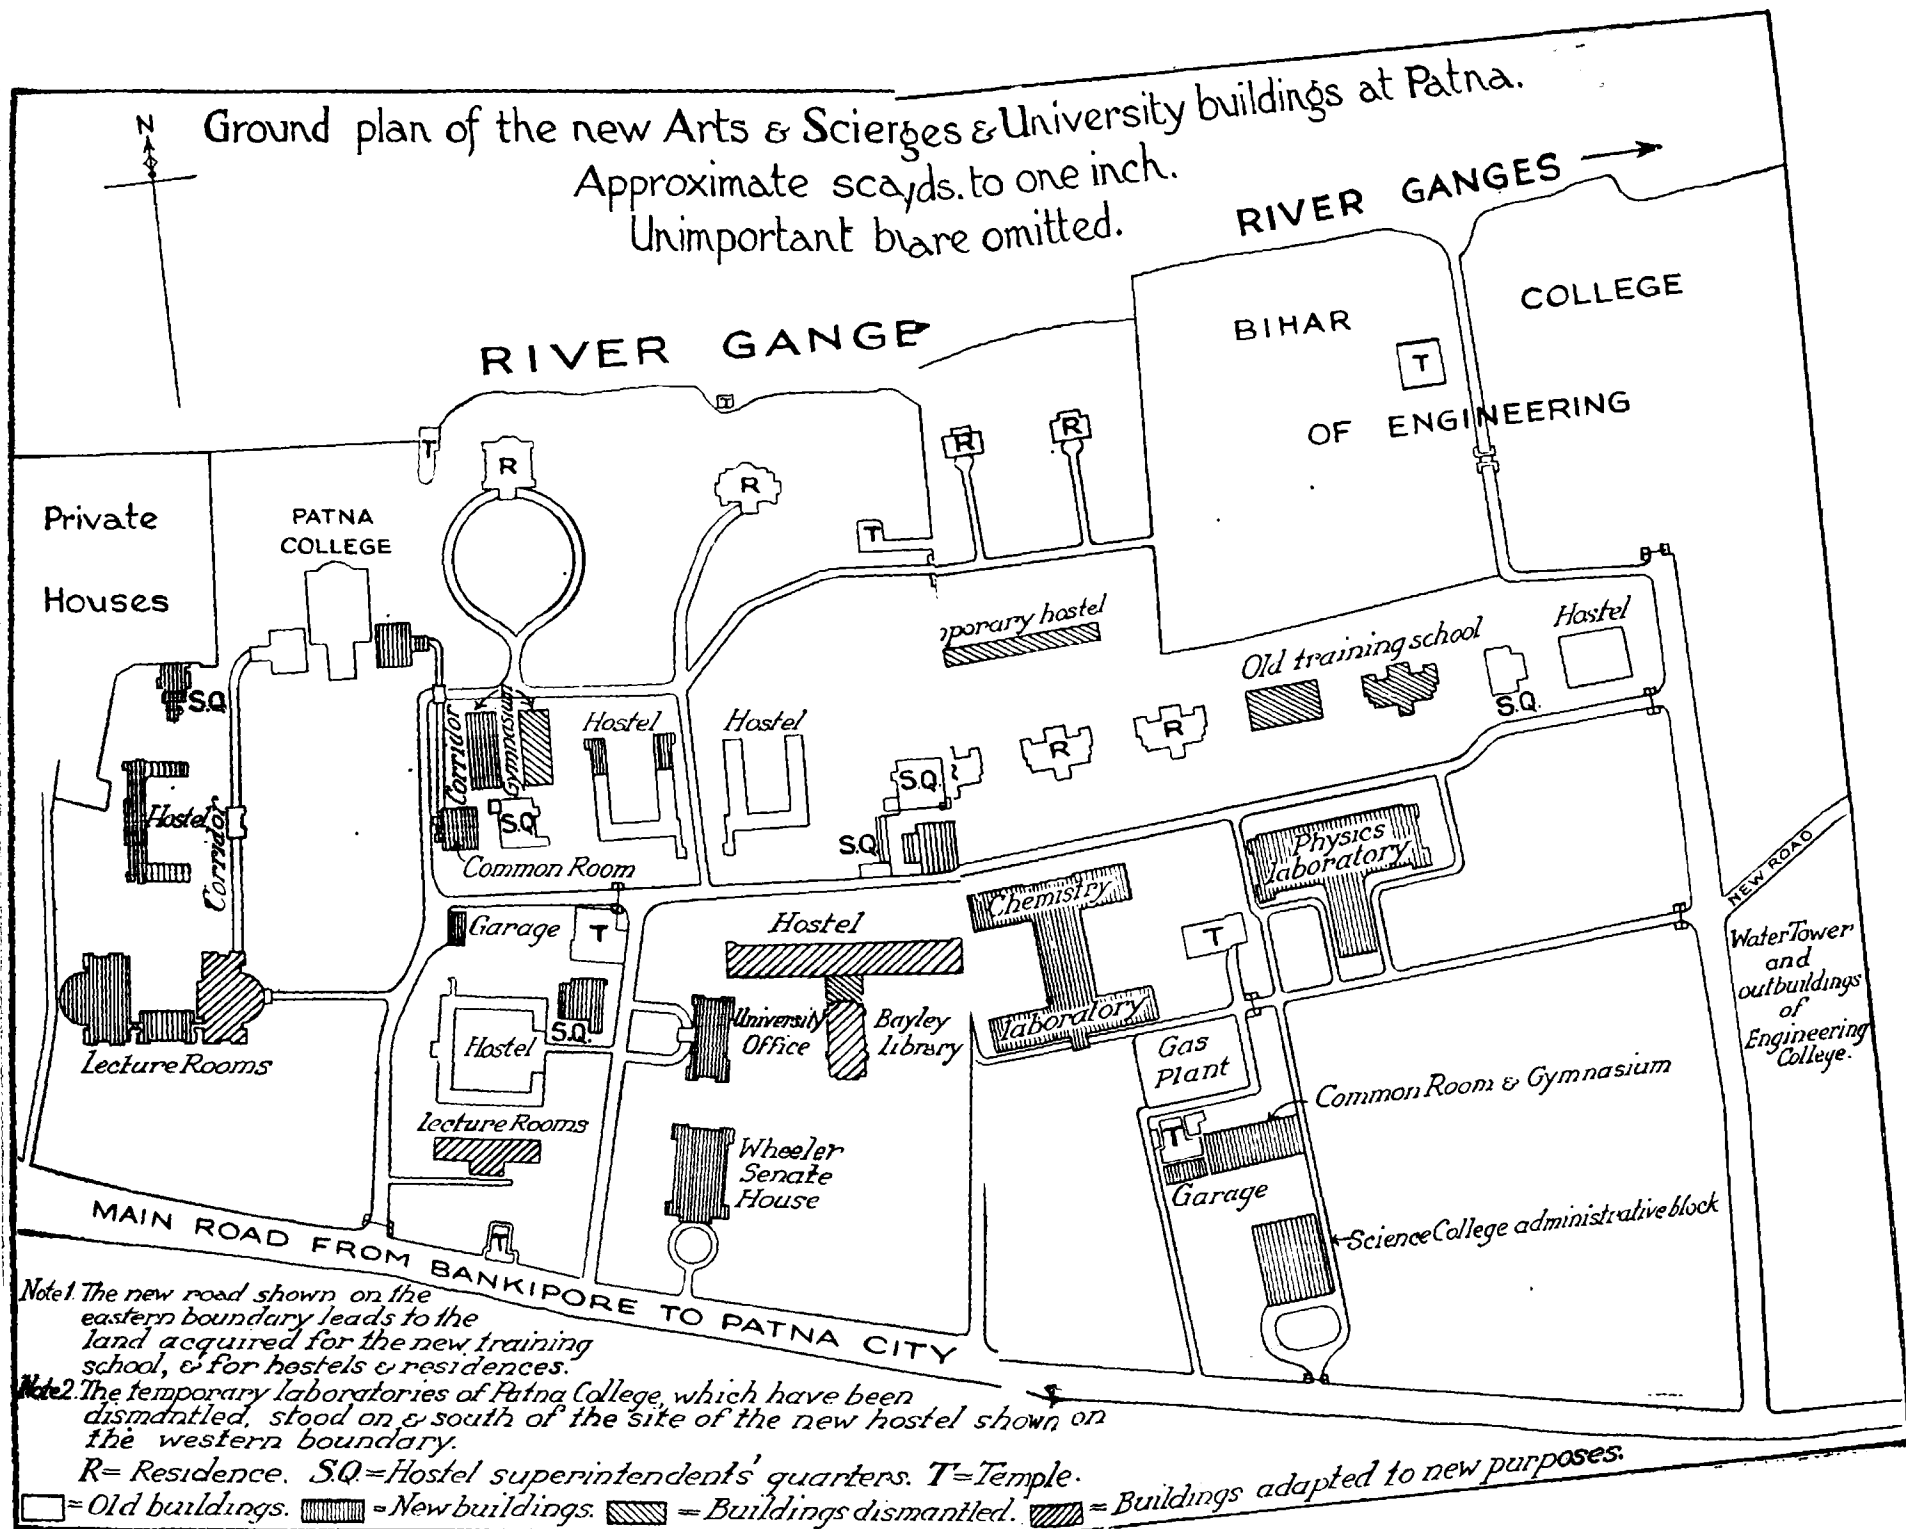 N
Ground plan of the new Arts & Scierges & University buildings at Patna.
Approximate sca/ds. to one inch.
Unimportant b are omitted.
RIVER GANGES
RIVER GANGE
BIHAR
COLLEGE
OF ENGINEERING
T
T
T
R
R
R
R
T
Private
Houses
PATNA
COLLEGE
porary hostel
Old training school
Hostel
S.Q.
S.Q
Corridor
Gymnasium
Hostel
Hostel
R
R
S.Q.
S.Q
S.Q
Common Room
Hostel
Corridor
Physics
laboratory
NEW ROAD
Chemistry
laboratory
T
Garage
T
Hostel
Water Tower
and
outbuildings
of
Engineering
College.
S.Q.
Hostel
University
Office
Bayley
library
Lecture Rooms
Gas
Plant
Common Room & Gymnasium
Lecture Rooms
T
Garage
Wheeler
Senate
House
Science College administrative block
T
MAIN ROAD FROM BANKIPORE TO PATNA CITY
Note 1. The new road shown on the
eastern boundary leads to the
land acquired for the new training
school, & for hostels & residences.
Note 2. The temporary laboratories of Patna College, which have been
dismantled, stood on & south of the site of the new hostel shown on
the western boundary.
R= Residence. S.Q.=Hostel superintendents' quarters. T=Temple.
=Old buildings. =New buildings. =Buildings dismantled. =Buildings adapted to new purposes.